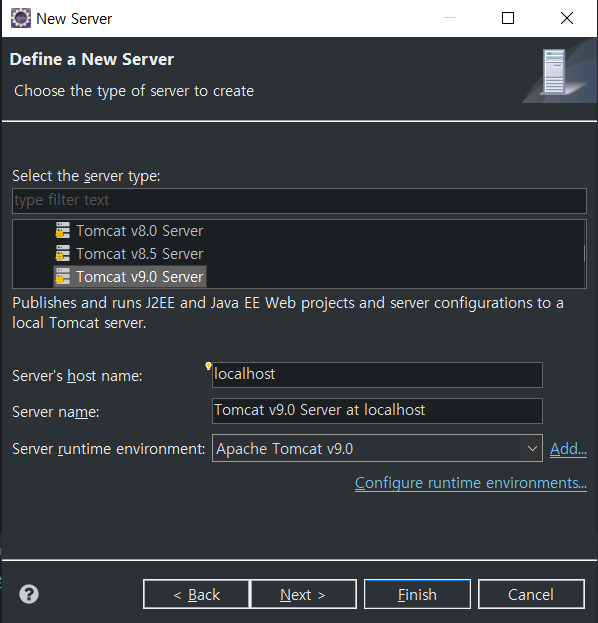 New Server
Define a New Server
Choose the type of server to create
Select the server type:
type filter text
Tomcat v8.0 Server
Tomcat v8.5 Server
Tomcat v9.0 Server
Publishes and runs J2EE and Java EE Web projects and server configurations to a
local Tomcat server.
Server's host name: localhost
Server name: Tomcat v9.0 Server at localhost
Server runtime environment: Apache Tomcat v9.0 Add...
Configure runtime environments...
? < Back Next > Finish Cancel